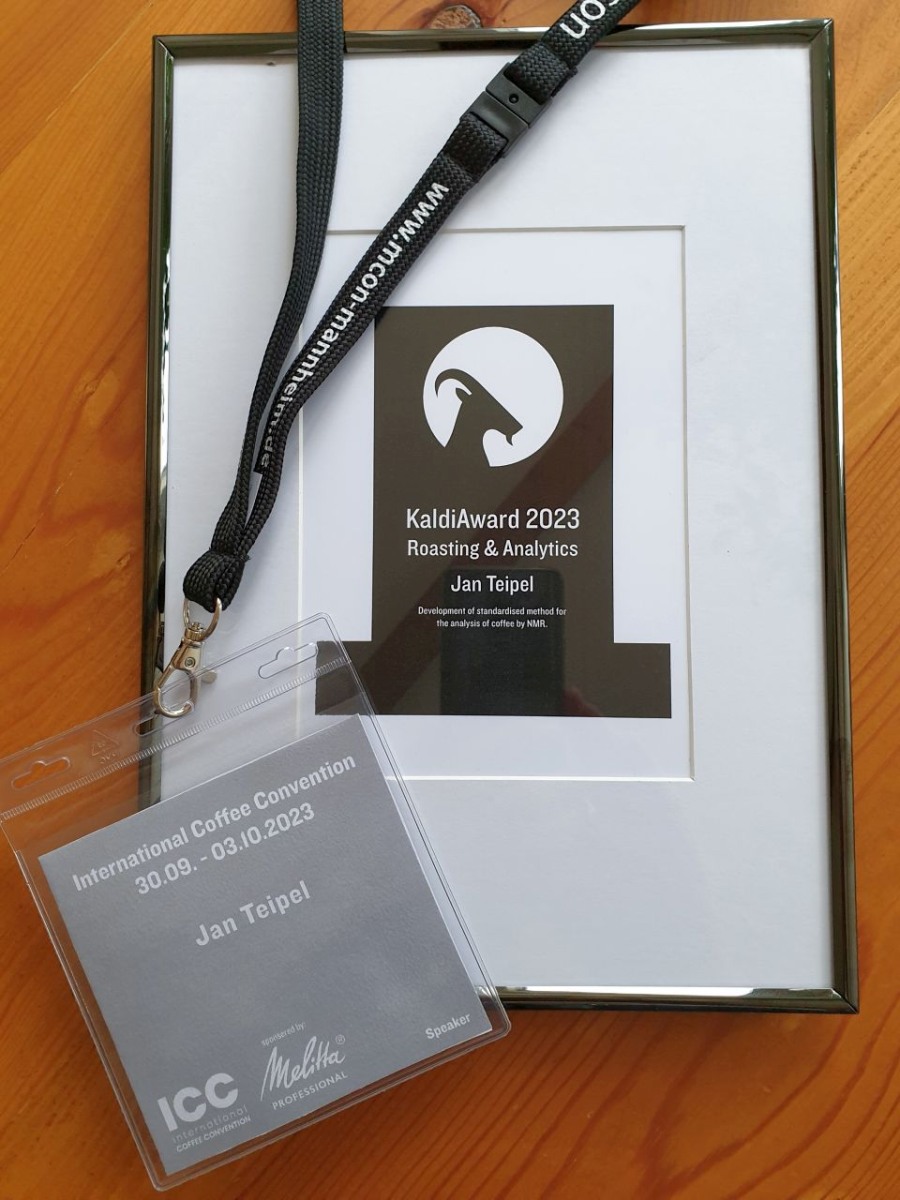 con
www.mcon-mannheim.de
KaldiAward 2023
Roasting & Analytics
Jan Teipel
Development of standardised method for
the analysis of coffee by NMR.
International Coffee Convention
30.09. - 03.10.2023
Jan Teipel
Speaker
sponsored by:
Melitta®
PROFESSIONAL
ICC
international
COFFEE CONVENTION